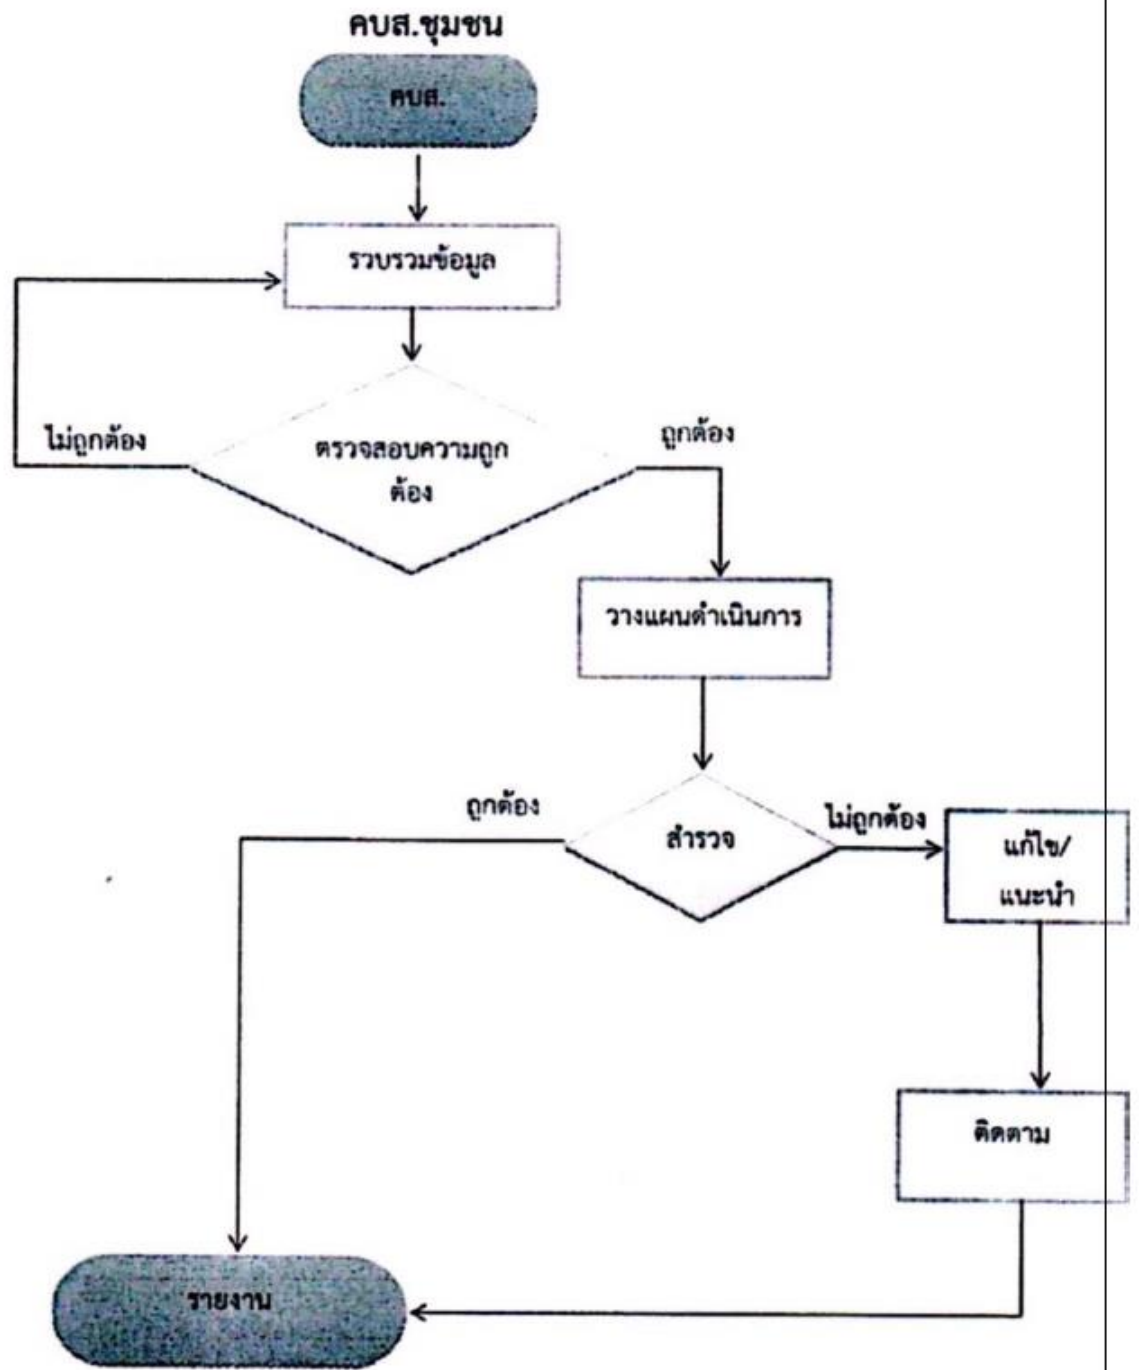 คบส.ชุมชน
คบส.
รวบรวมข้อมูล
ไม่ถูกต้อง
ถูกต้อง
ตรวจสอบความถูก
ต้อง
วางแผนดำเนินการ
ถูกต้อง
สำรวจ
ไม่ถูกต้อง
แก้ไข/
แนะนำ
ติดตาม
รายงาน